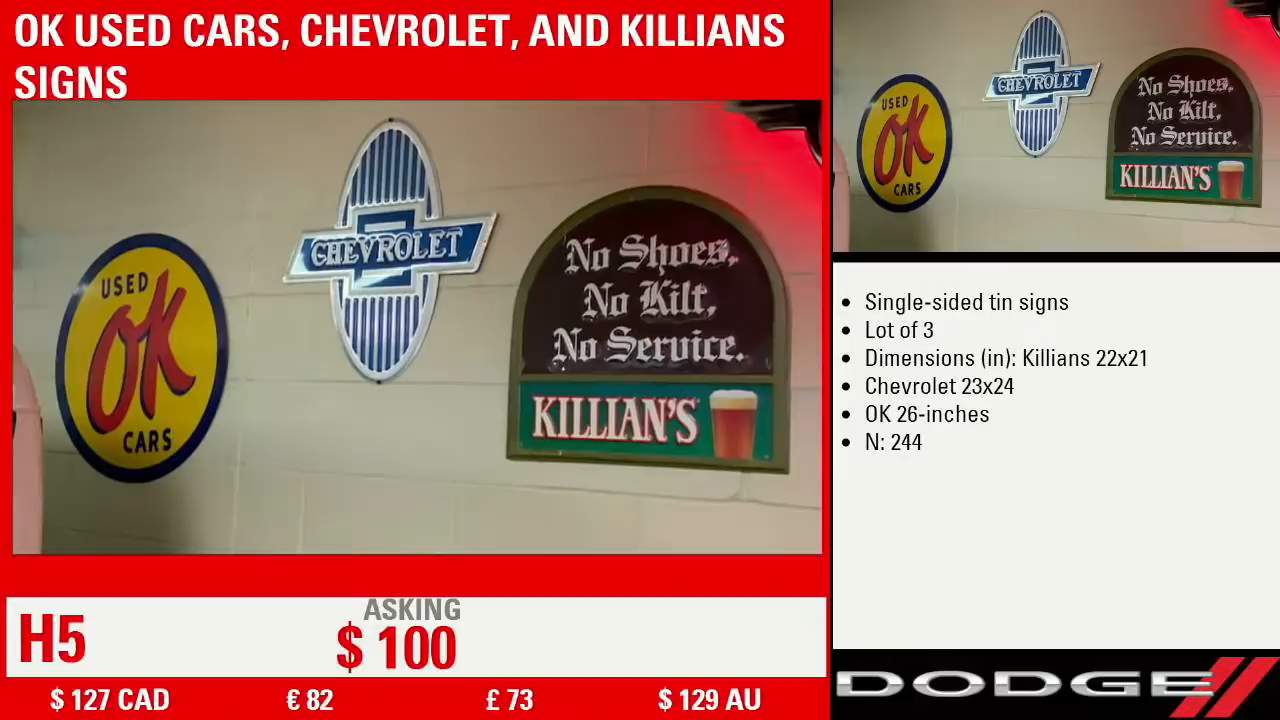 OK USED CARS, CHEVROLET, AND KILLIANS
SIGNS
USED
OK
CARS
CHEVROLET
No Shoes,
No Kilt,
No Service.
KILLIAN'S
USED
OK
CARS
CHEVROLET
No Shoes,
No Kilt,
No Service.
KILLIAN'S
• Single-sided tin signs
• Lot of 3
• Dimensions (in): Killians 22x21
• Chevrolet 23x24
• OK 26-inches
• N: 244
H5
ASKING
$ 100
$ 127 CAD € 82 £ 73 $ 129 AU
DODGE